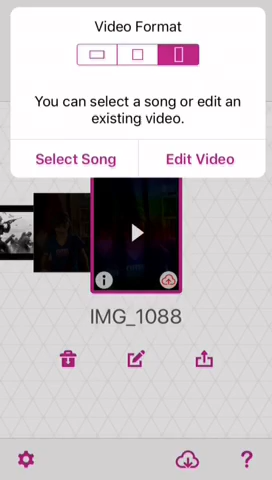 Video Format
You can select a song or edit an
existing video.
Select Song
Edit Video
i
IMG_1088
?